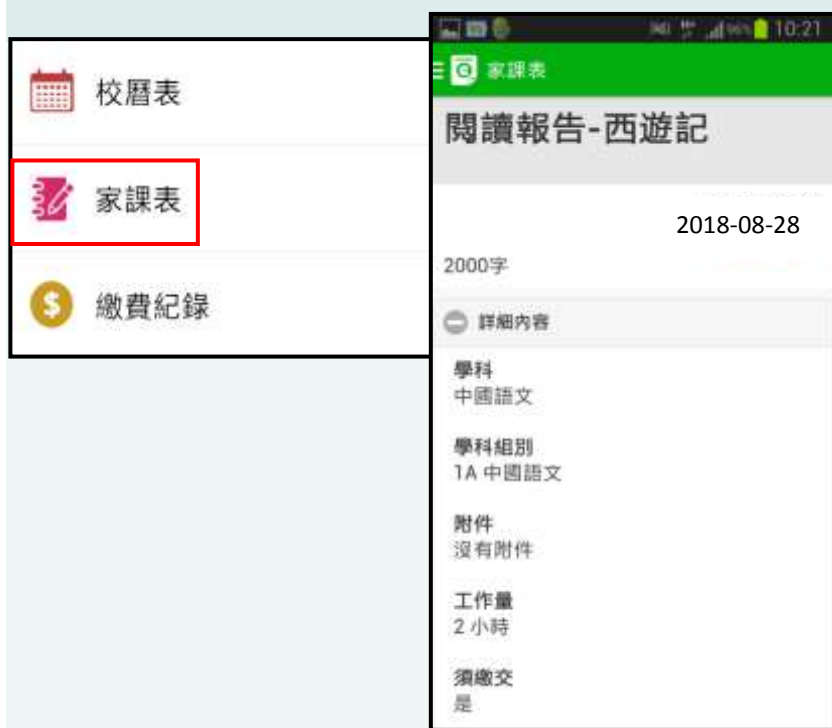 校曆表
家課表
繳費紀錄
10:21
家課表
閱讀報告-西遊記
2018-08-28
2000字
詳細內容
學科
中國語文
學科組別
1A 中國語文
附件
沒有附件
工作量
2 小時
須繳交
是